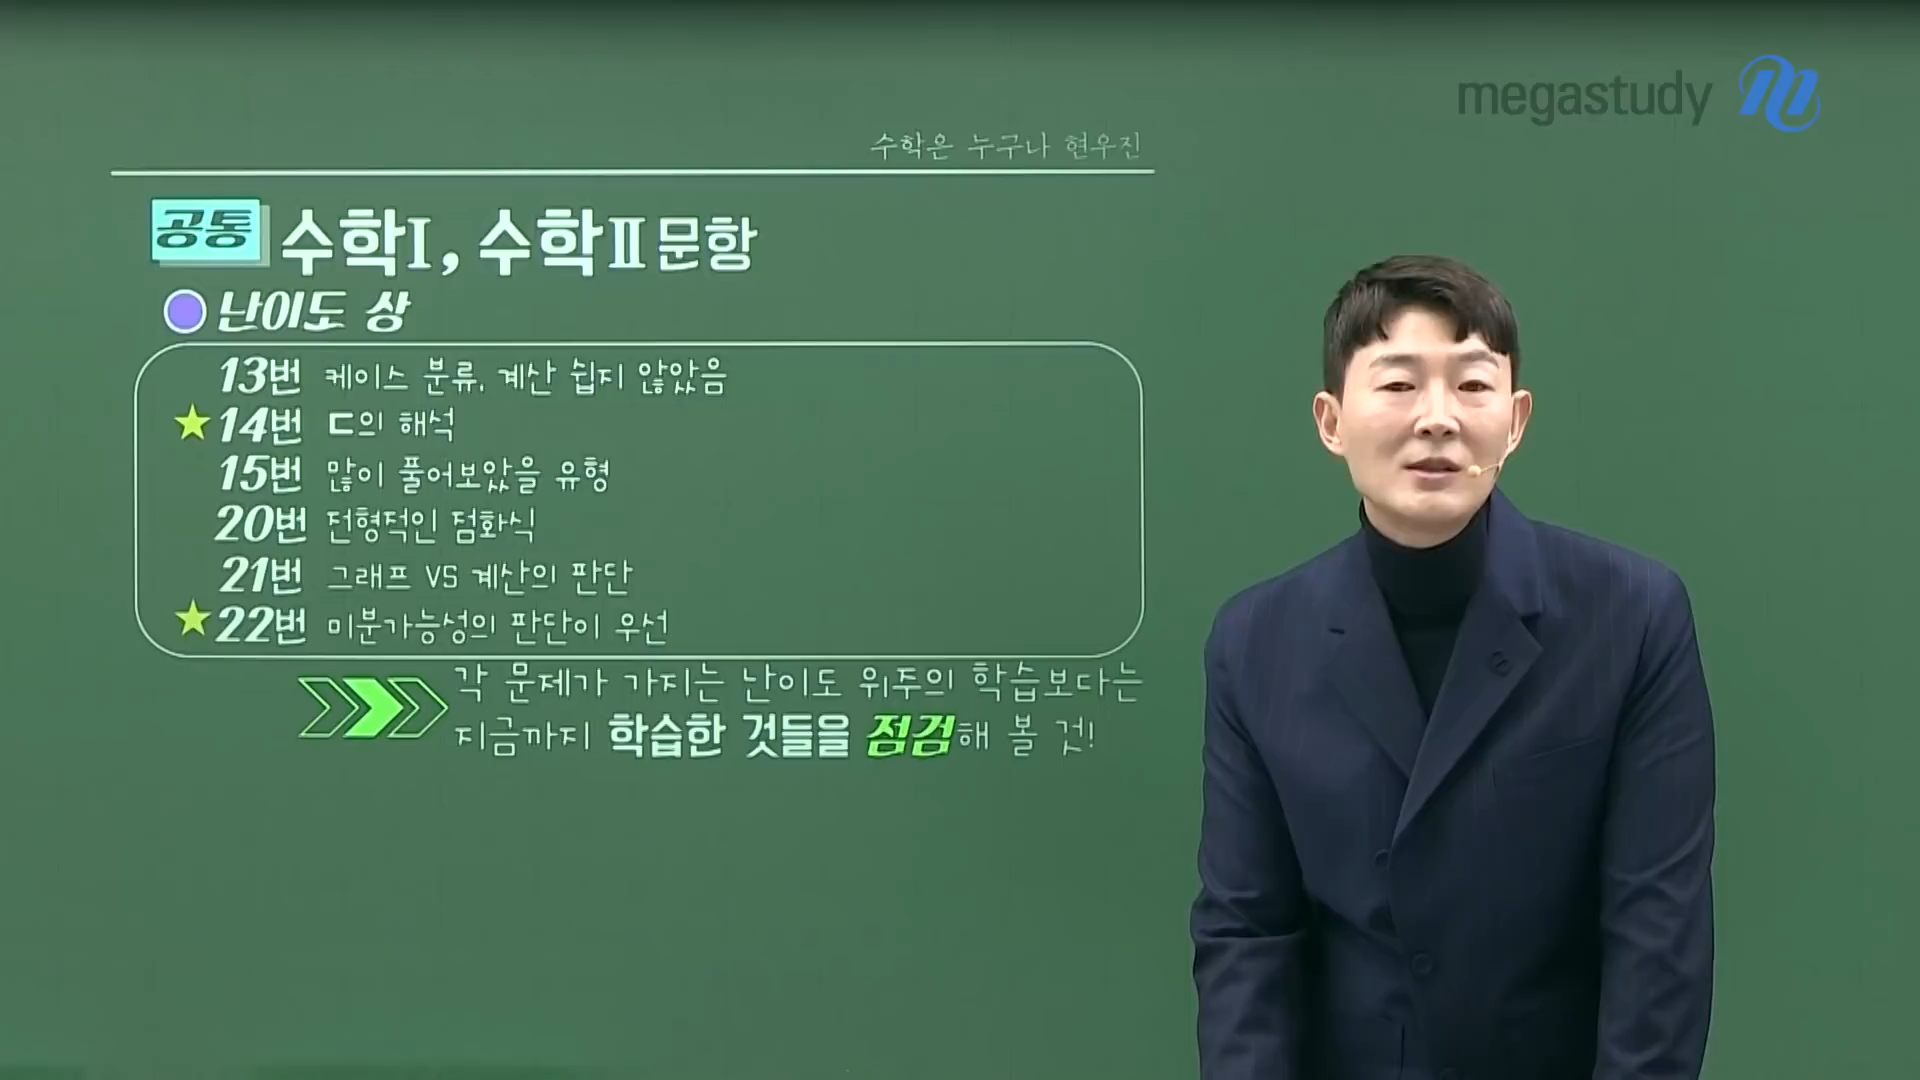 megastudy
수학은 누구나 현우진
공통 수학Ⅰ, 수학Ⅱ 문항
난이도 상
13번 케이스 분류, 계산 쉽지 않았음
★14번 ㄷ의 해석
15번 많이 풀어보았을 유형
20번 전형적인 점화식
21번 그래프 VS 계산의 판단
★22번 미분가능성의 판단이 우선
각 문제가 가지는 난이도 위주의 학습보다는
지금까지 학습한 것들을 점검해 볼 것!